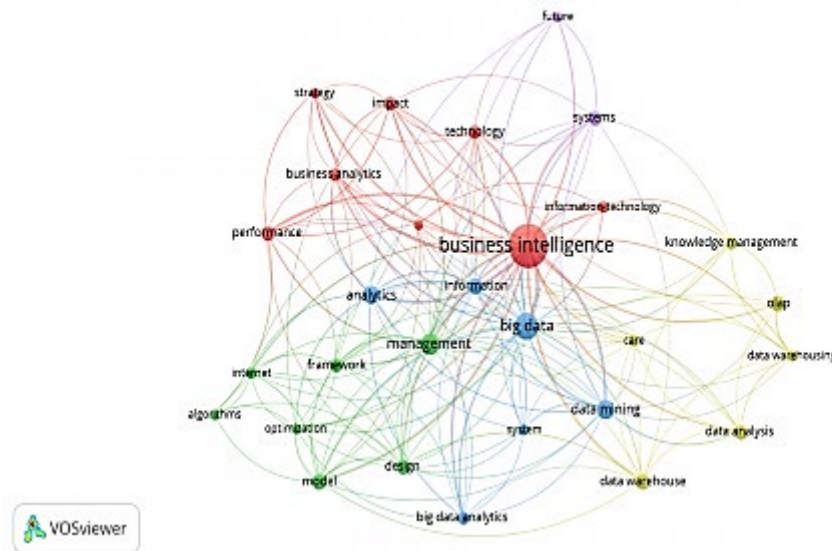 future
strategy
impact
technology
systems
business analytics
information technology
performance
business intelligence
knowledge management
information
analytics
olap
big data
management
care
data warehousing
framework
internet
algorithms
data mining
optimization
system
data analysis
design
model
data warehouse
big data analytics
VOSviewer